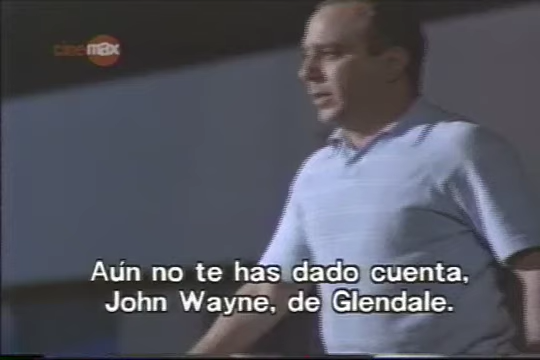 cinemax
Aún no te has dado cuenta,
John Wayne, de Glendale.